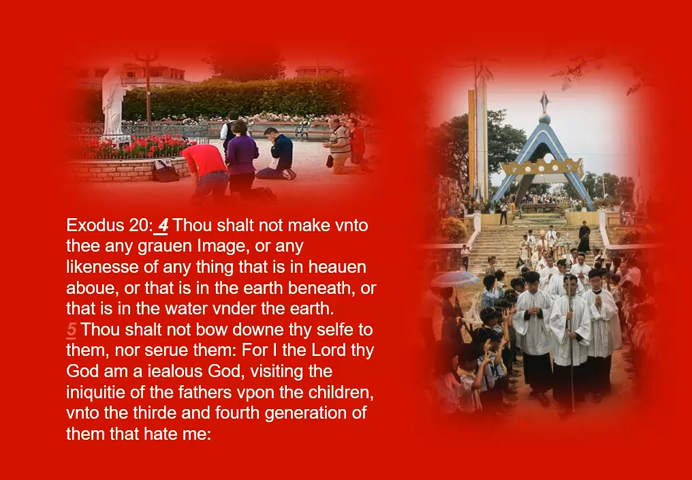 Exodus 20: 4 Thou shalt not make vnto
thee any grauen Image, or any
likenesse of any thing that is in heauen
aboue, or that is in the earth beneath, or
that is in the water vnder the earth.
5 Thou shalt not bow downe thy selfe to
them, nor serue them: For I the Lord thy
God am a iealous God, visiting the
iniquitie of the fathers vpon the children,
vnto the thirde and fourth generation of
them that hate me: